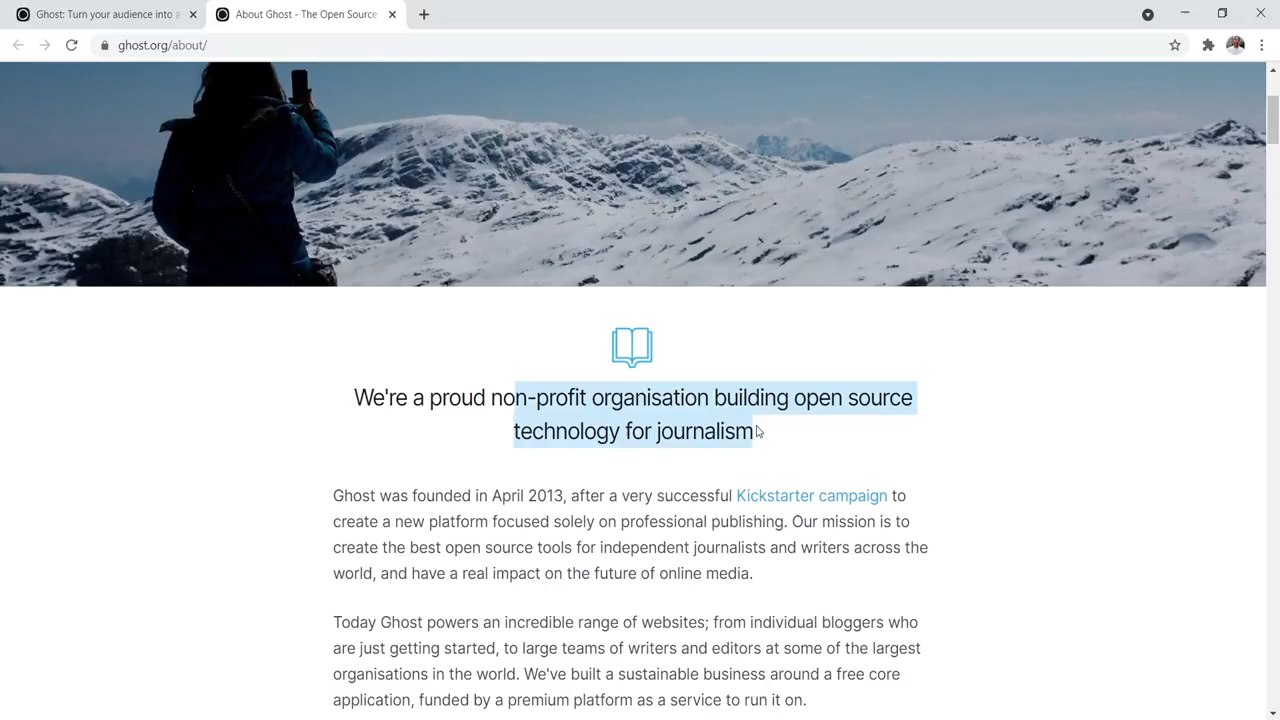 Ghost: Turn your audience into a
About Ghost - The Open Source
ghost.org/about/
We're a proud non-profit organisation building open source
technology for journalism
Ghost was founded in April 2013, after a very successful Kickstarter campaign to
create a new platform focused solely on professional publishing. Our mission is to
create the best open source tools for independent journalists and writers across the
world, and have a real impact on the future of online media.
Today Ghost powers an incredible range of websites; from individual bloggers who
are just getting started, to large teams of writers and editors at some of the largest
organisations in the world. We've built a sustainable business around a free core
application, funded by a premium platform as a service to run it on.